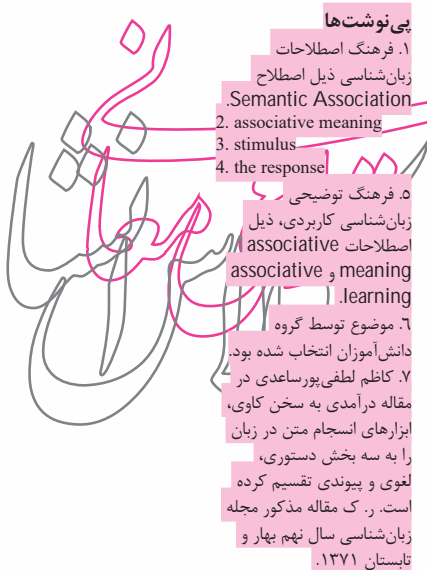 پی‌نوشت‌ها
۱. فرهنگ اصطلاحات
زبان‌شناسی ذیل اصطلاح
Semantic Association.
2. associative meaning
3. stimulus
4. the response
۵. فرهنگ توضیحی
زبان‌شناسی کاربردی، ذیل
اصطلاحات associative
meaning و associative
learning.
۶. موضوع توسط گروه
دانش‌آموزان انتخاب شده بود.
۷. کاظم لطفی‌پورساعدی در
مقاله درآمدی به سخن کاوی،
ابزارهای انسجام متن در زبان
را به سه بخش دستوری،
لغوی و پیوندی تقسیم کرده
است. ر. ک مقاله مذکور مجله
زبان‌شناسی سال نهم بهار و
تابستان ۱۳۷۱.